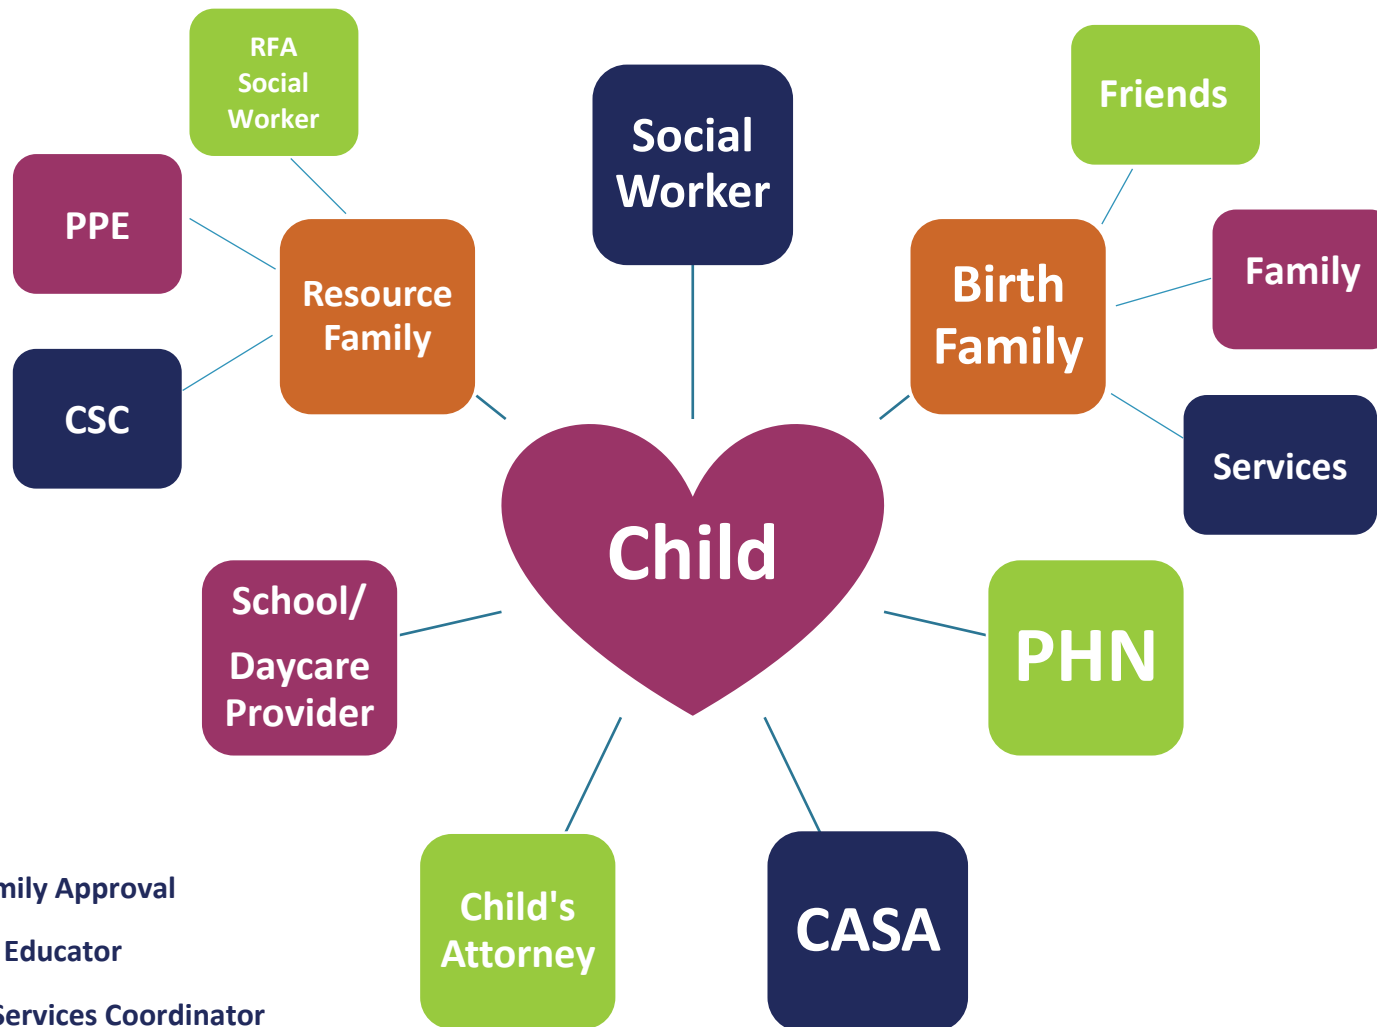 RFA
Social
Worker
Friends
Social
Worker
PPE
Family
Resource
Family
Birth
Family
CSC
Services
Child
School/
Daycare
Provider
PHN
Child's
Attorney
CASA
mily Approval
Educator
Services Coordinator